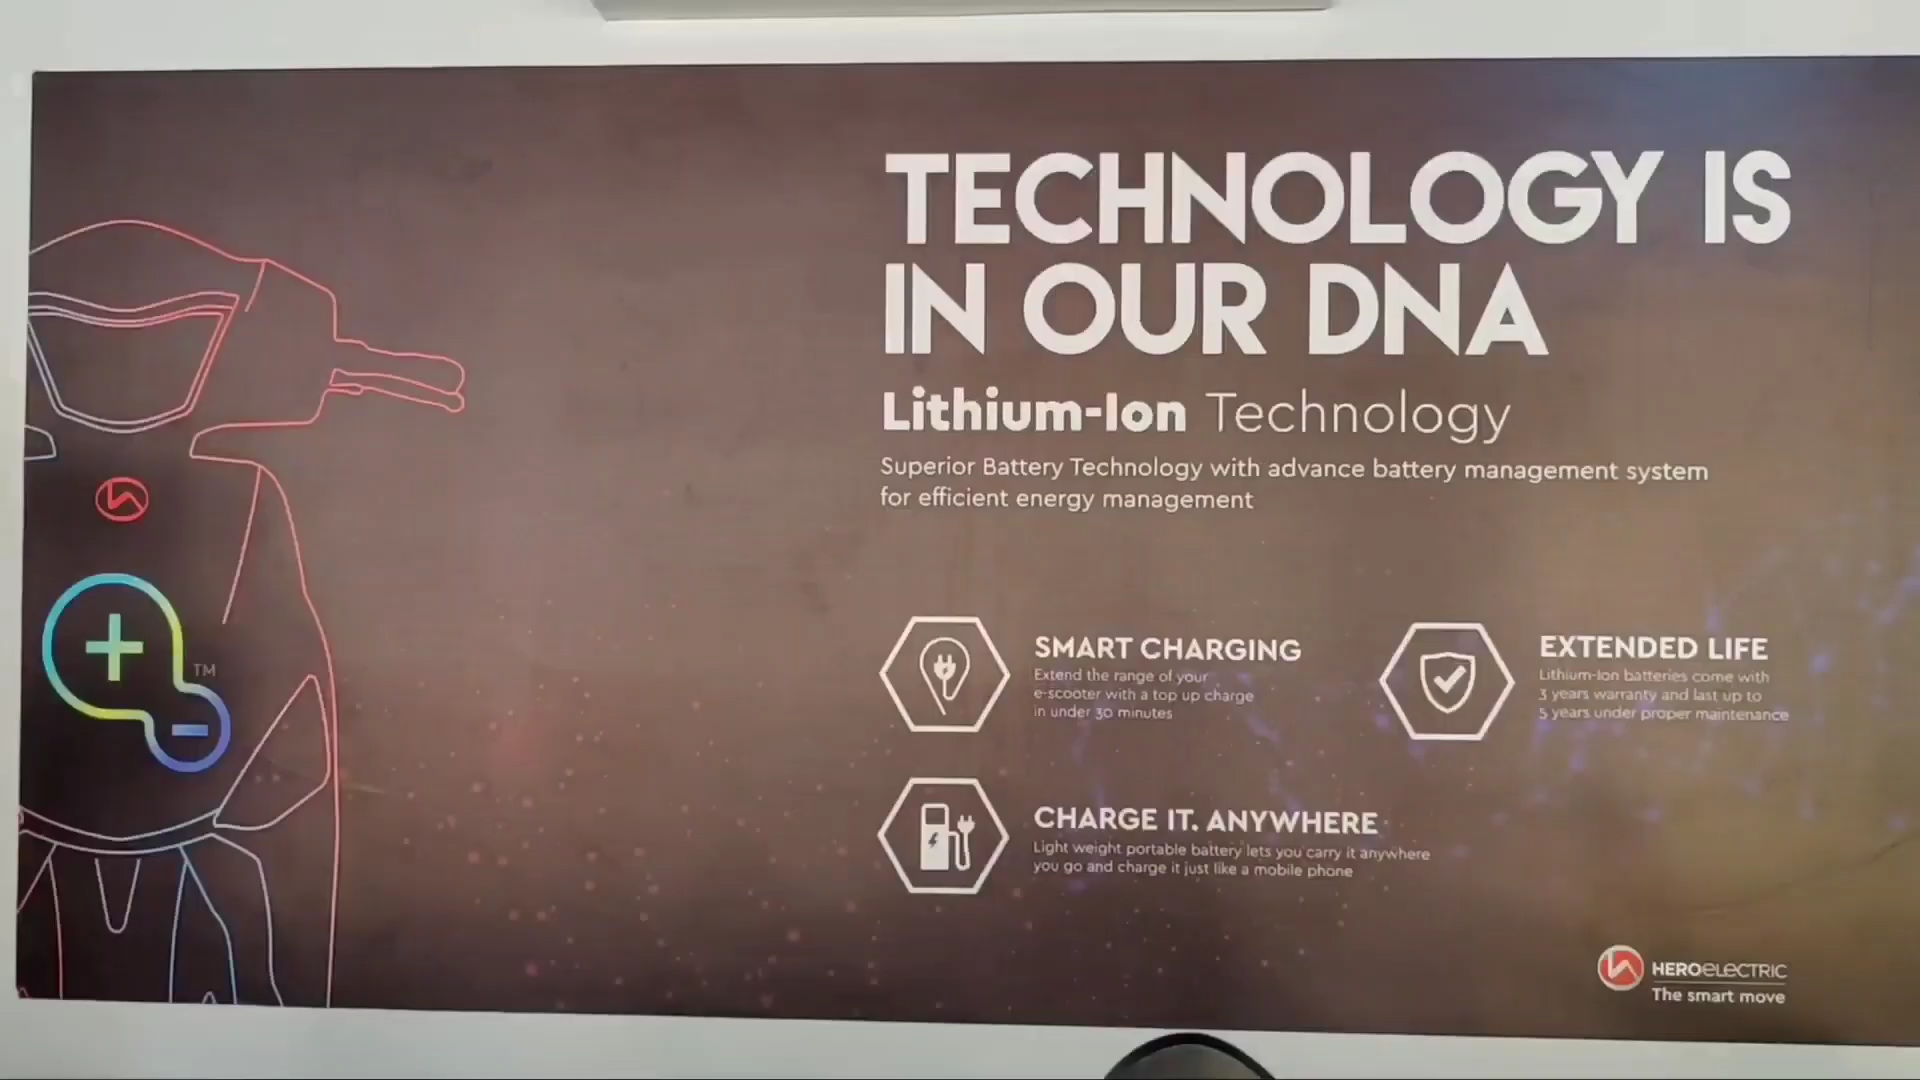 TECHNOLOGY IS
IN OUR DNA
Lithium-Ion Technology
Superior Battery Technology with advance battery management system
for efficient energy management
SMART CHARGING
Extend the range of your
e-scooter with a top up charge
in under 30 minutes
EXTENDED LIFE
Lithium-Ion batteries come with
3 years warranty and last up to
5 years under proper maintenance
CHARGE IT. ANYWHERE
Light weight portable battery lets you carry it anywhere
you go and charge it just like a mobile phone
TM
HERO ELECTRIC
The smart move